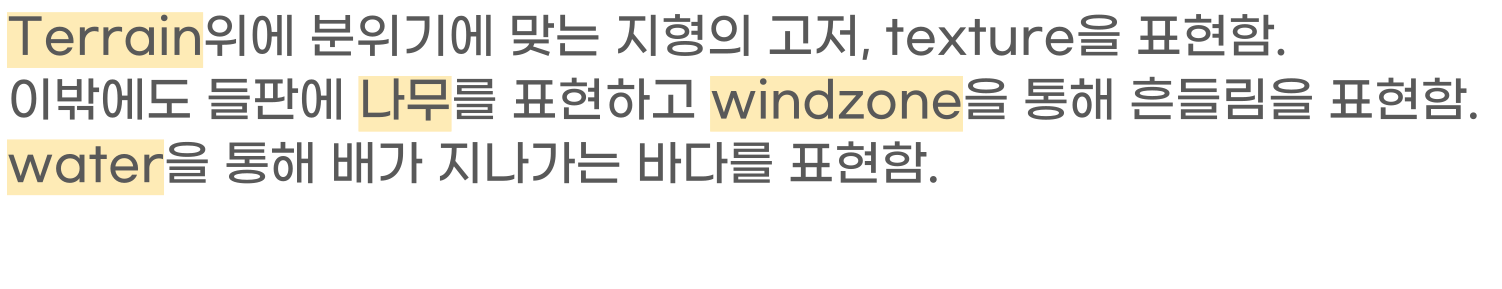 Terrain위에 분위기에 맞는 지형의 고저, texture을 표현함.
이밖에도 들판에 나무를 표현하고 windzone을 통해 흔들림을 표현함.
water을 통해 배가 지나가는 바다를 표현함.